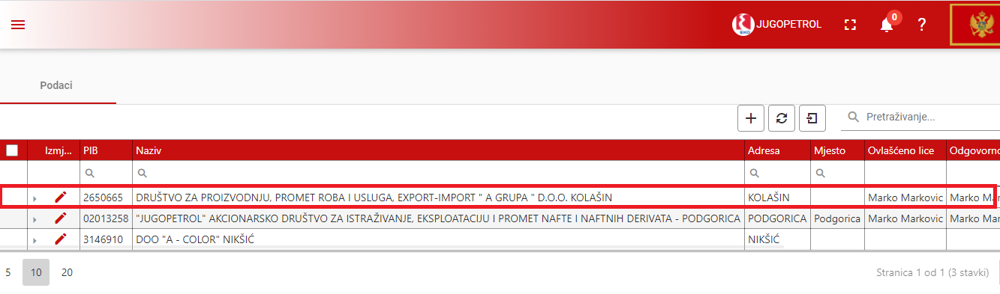 EKO JUGOPETROL 0 ?
Podaci
Pretraživanje...
Izmj... PIB Naziv Adresa Mjesto Ovlašćeno lice Odgovorno
2650665 DRUŠTVO ZA PROIZVODNJU, PROMET ROBA I USLUGA, EXPORT-IMPORT " A GRUPA " D.O.O. KOLAŠIN KOLAŠIN Marko Markovic Marko Ma
02013258 "JUGOPETROL" AKCIONARSKO DRUŠTVO ZA ISTRAŽIVANJE, EKSPLOATACIJU I PROMET NAFTE I NAFTNIH DERIVATA - PODGORICA PODGORICA Podgorica Marko Markovic Marko Mar
3146910 DOO "A - COLOR" NIKŠIĆ NIKŠIĆ
5 10 20 Stranica 1 od 1 (3 stavki)